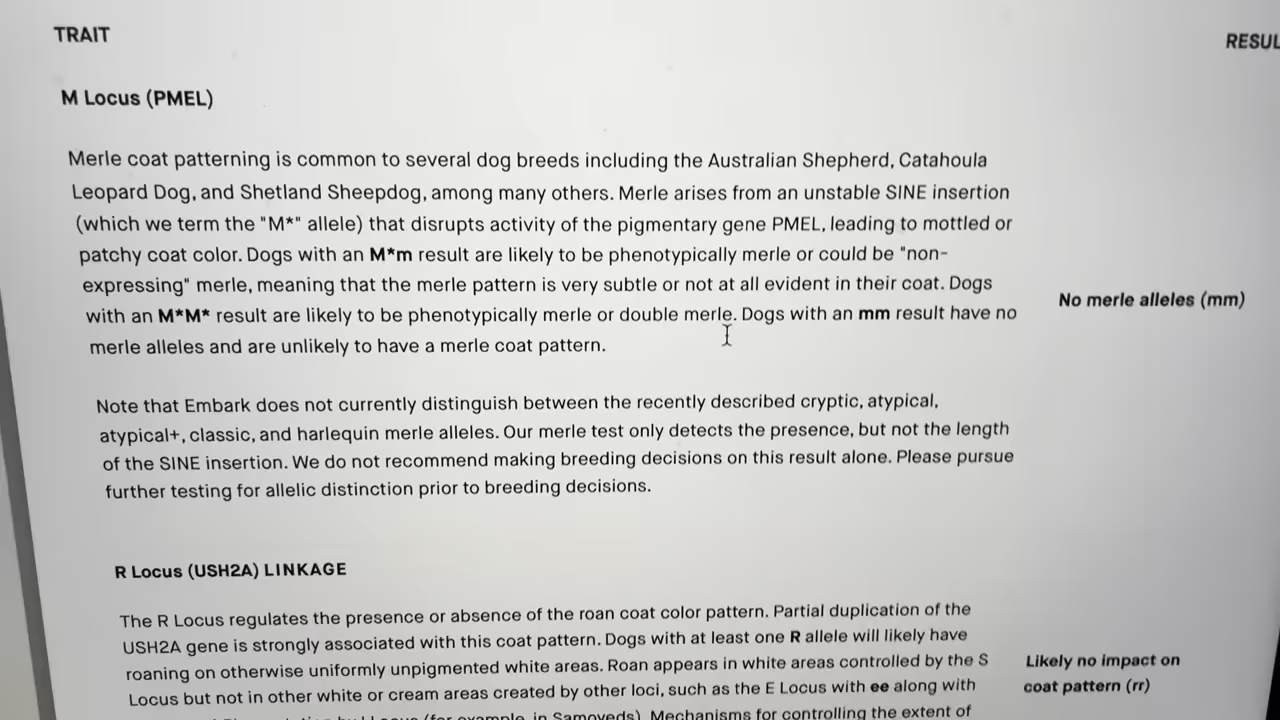 TRAIT
RESUL
M Locus (PMEL)
Merle coat patterning is common to several dog breeds including the Australian Shepherd, Catahoula
Leopard Dog, and Shetland Sheepdog, among many others. Merle arises from an unstable SINE insertion
(which we term the "M*" allele) that disrupts activity of the pigmentary gene PMEL, leading to mottled or
patchy coat color. Dogs with an M*m result are likely to be phenotypically merle or could be "non-
expressing" merle, meaning that the merle pattern is very subtle or not at all evident in their coat. Dogs
with an M*M* result are likely to be phenotypically merle or double merle. Dogs with an mm result have no
merle alleles and are unlikely to have a merle coat pattern.
No merle alleles (mm)
Note that Embark does not currently distinguish between the recently described cryptic, atypical,
atypical+, classic, and harlequin merle alleles. Our merle test only detects the presence, but not the length
of the SINE insertion. We do not recommend making breeding decisions on this result alone. Please pursue
further testing for allelic distinction prior to breeding decisions.
R Locus (USH2A) LINKAGE
The R Locus regulates the presence or absence of the roan coat color pattern. Partial duplication of the
USH2A gene is strongly associated with this coat pattern. Dogs with at least one R allele will likely have
roaning on otherwise uniformly unpigmented white areas. Roan appears in white areas controlled by the S
Locus but not in other white or cream areas created by other loci, such as the E Locus with ee along with
(for example, in Samoyeds). Mechanisms for controlling the extent of
Likely no impact on
coat pattern (rr)